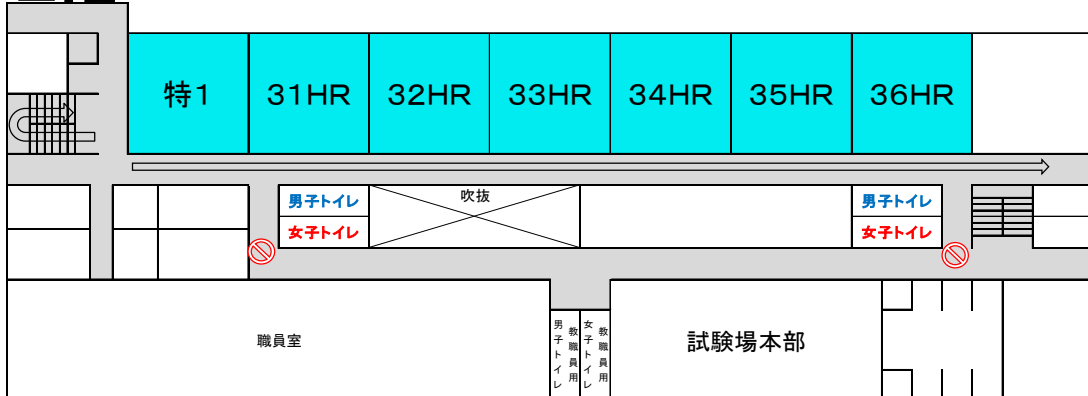 特1 31HR 32HR 33HR 34HR 35HR 36HR
男子トイレ 吹抜 男子トイレ
女子トイレ 女子トイレ
職員室
教職員用男子トイレ
教職員用女子トイレ
試験場本部